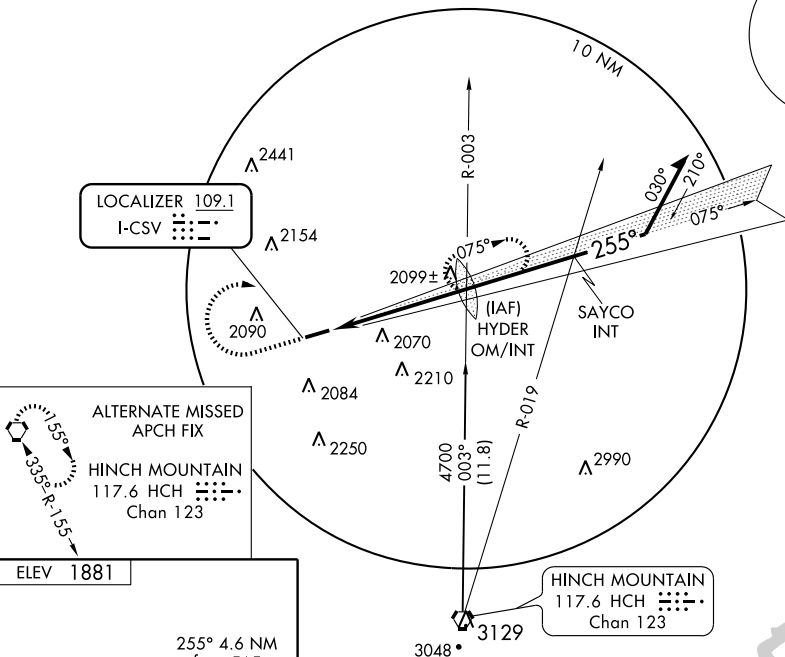 10 NM
R-003
2441
LOCALIZER 109.1
I-CSV
2154
030°
210°
075°
255°
075°
2099±
(IAF)
HYDER
OM/INT
SAYCO
INT
2090
2070
2210
2084
R-019
2250
4700
003°
(11.8)
2990
ALTERNATE MISSED
APCH FIX
155°
335° R-155
HINCH MOUNTAIN
117.6 HCH
Chan 123
ELEV 1881
HINCH MOUNTAIN
117.6 HCH
Chan 123
3129
3048
255° 4.6 NM